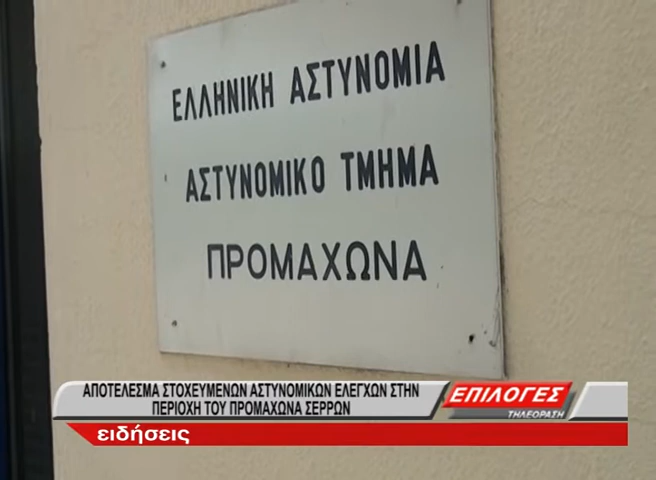 ΕΛΛΗΝΙΚΗ ΑΣΤΥΝΟΜΙΑ
ΑΣΤΥΝΟΜΙΚΟ ΤΜΗΜΑ
ΠΡΟΜΑΧΩΝΑ
ΑΠΟΤΕΛΕΣΜΑ ΣΤΟΧΕΥΜΕΝΩΝ ΑΣΤΥΝΟΜΙΚΩΝ ΕΛΕΓΧΩΝ ΣΤΗΝ
ΠΕΡΙΟΧΗ ΤΟΥ ΠΡΟΜΑΧΩΝΑ ΣΕΡΡΩΝ
ΕΠΙΛΟΓΕΣ
ΤΗΛΕΟΡΑΣΗ
ειδήσεις